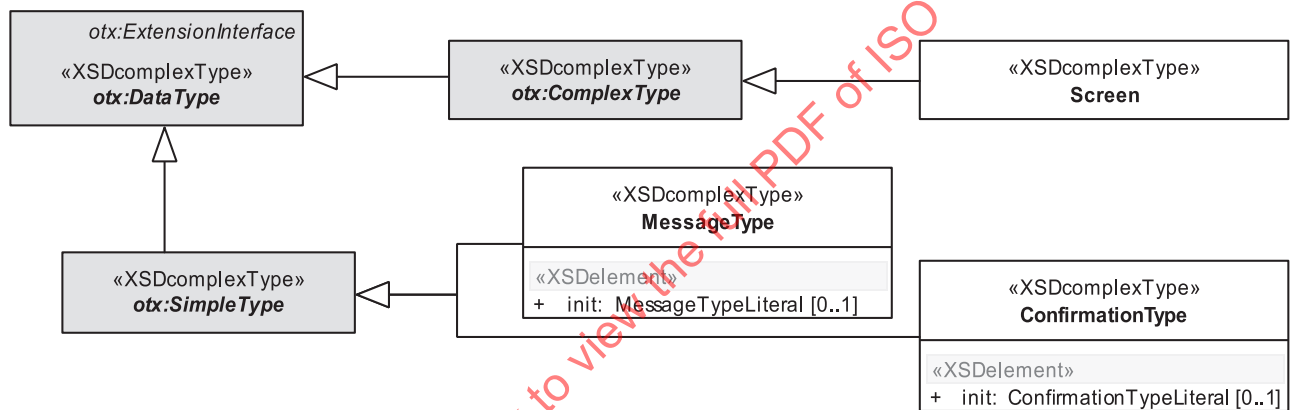 otx:ExtensionInterface
«XSDcomplexType»
otx:DataType
«XSDcomplexType»
otx:ComplexType
«XSDcomplexType»
Screen
«XSDcomplexType»
MessageType
«XSDelement»
+ init: MessageTypeLiteral [0..1]
«XSDcomplexType»
otx:SimpleType
«XSDcomplexType»
ConfirmationType
«XSDelement»
+ init: ConfirmationTypeLiteral [0..1]
to view the full PDF of ISO